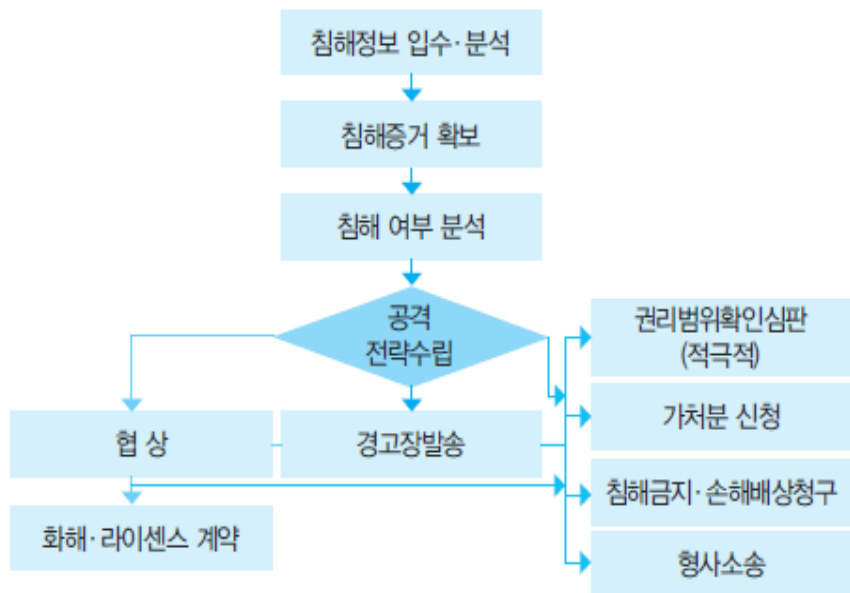 침해정보 입수·분석
침해증거 확보
침해 여부 분석
공격
전략수립
권리범위확인심판
(적극적)
가처분 신청
협 상
경고장발송
침해금지·손해배상청구
화해·라이센스 계약
형사소송